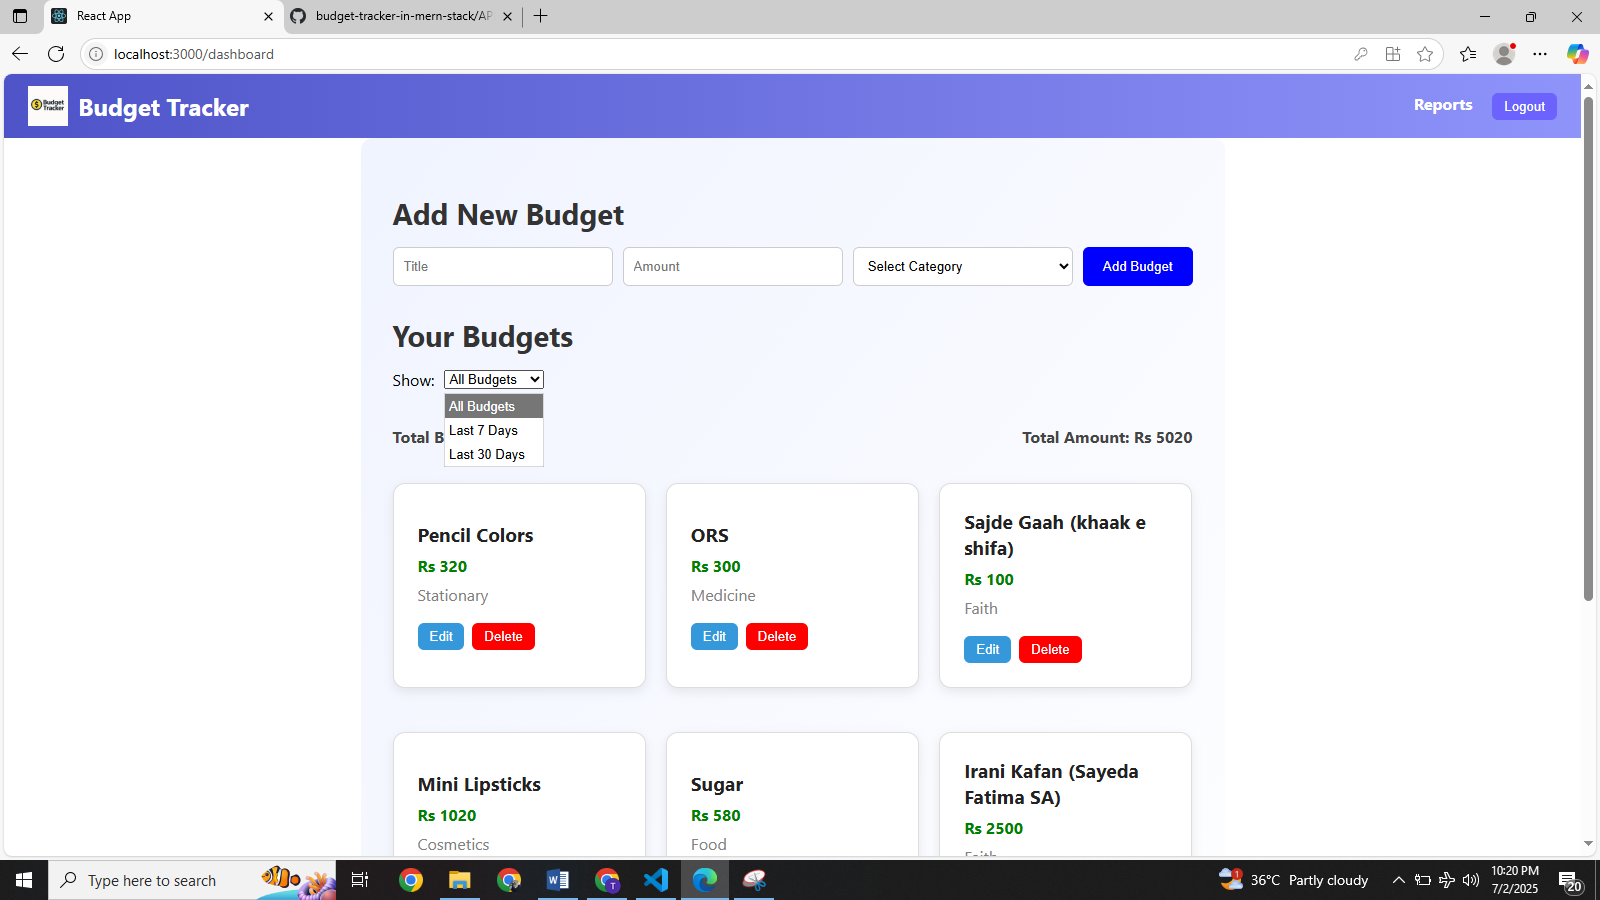 React App
budget-tracker-in-mern-stack/AP
localhost:3000/dashboard
Budget Tracker
Budget Tracker
Reports
Logout
Add New Budget
Title
Amount
Select Category
Add Budget
Your Budgets
Show:
All Budgets
All Budgets
Last 7 Days
Last 30 Days
Total B
Total Amount: Rs 5020
Pencil Colors
Rs 320
Stationary
Edit
Delete
ORS
Rs 300
Medicine
Edit
Delete
Sajde Gaah (khaak e
shifa)
Rs 100
Faith
Edit
Delete
Mini Lipsticks
Rs 1020
Cosmetics
Sugar
Rs 580
Food
Irani Kafan (Sayeda
Fatima SA)
Rs 2500
Faith
Type here to search
1
36°C Partly cloudy
10:20 PM
7/2/2025
20